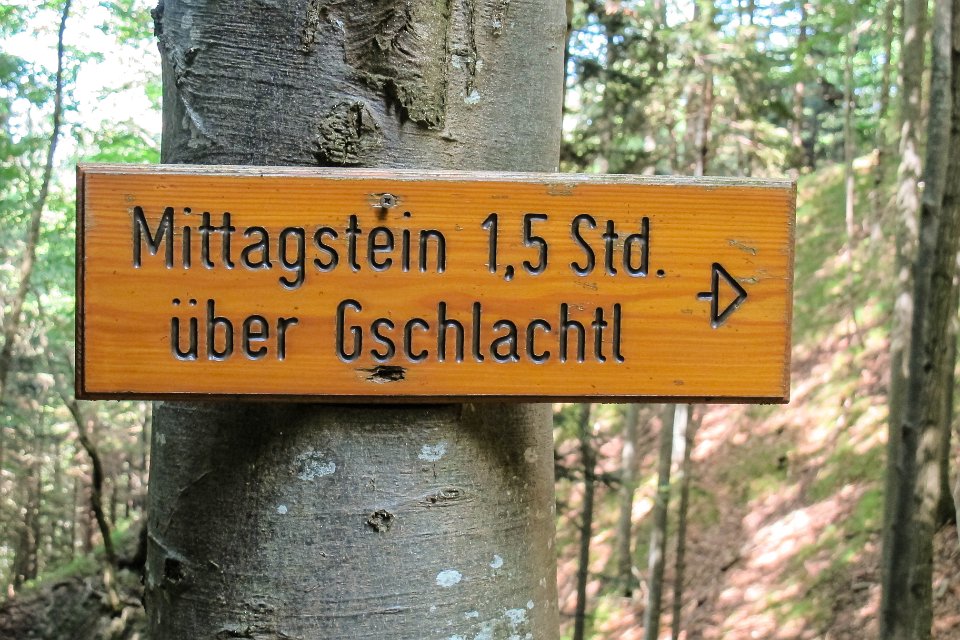 Mittagstein 1,5 Std.
über Gschlachtl